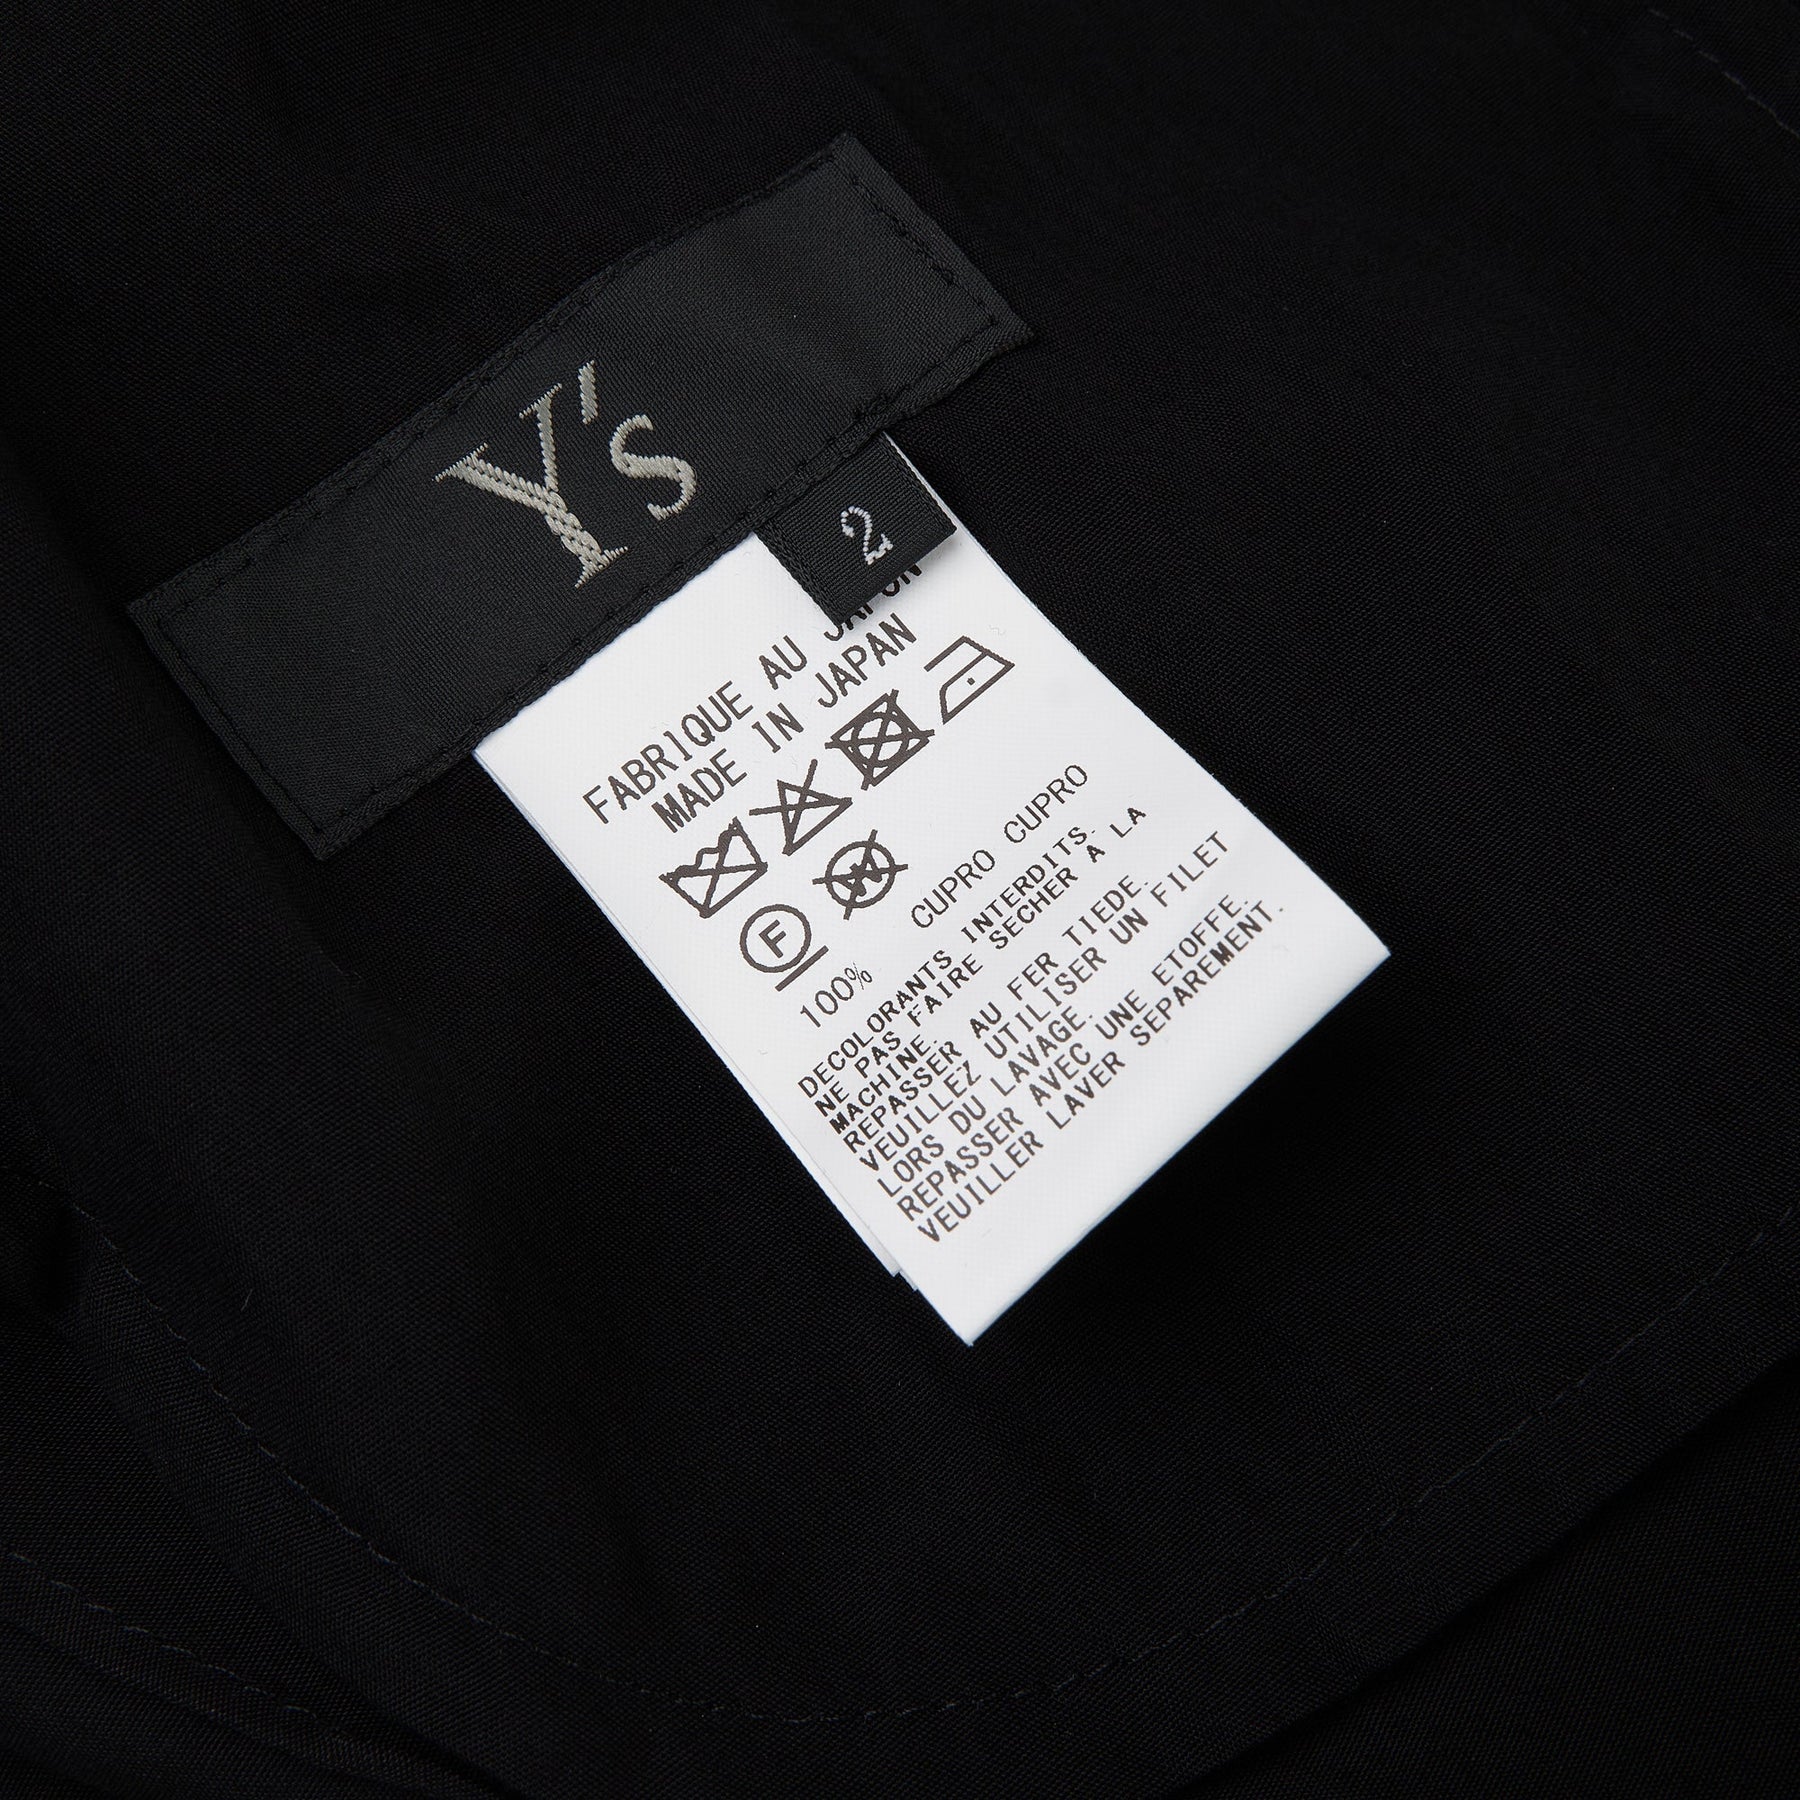 Y's
2
FABRIQUE AU JAPON
MADE IN JAPAN
F
W
100% CUPRO CUPRO
DECOLORANTS INTERDITS.
NE PAS FAIRE SECHER A LA
MACHINE.
REPASSER AU FER TIEDE.
VEUILLEZ UTILISER UN FILET
LORS DU LAVAGE.
REPASSER AVEC UNE ETOFFE.
VEUILLER LAVER SEPAREMENT.